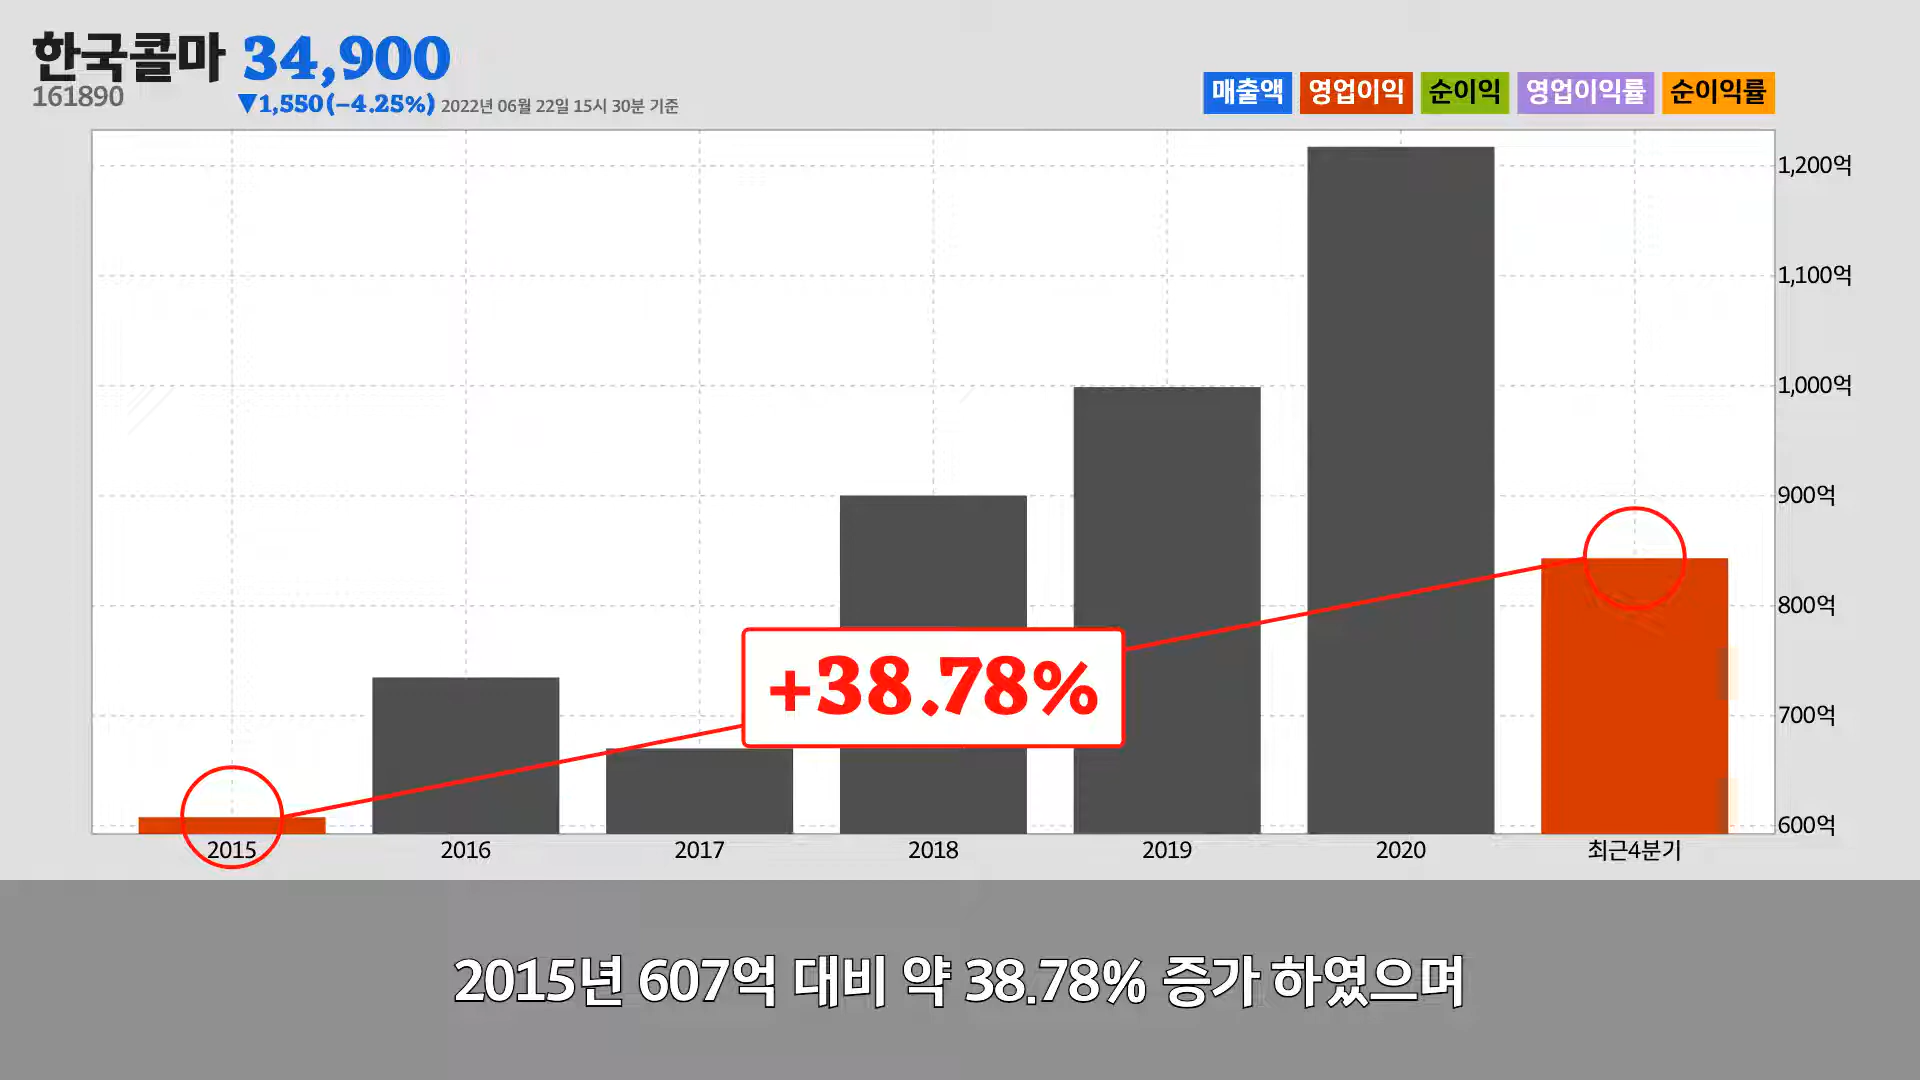 한국콜마 34,900
161890 ▼1,550(-4.25%) 2022년 06월 22일 15시 30분 기준
매출액 영업이익 순이익 영업이익률 순이익률
1,200억
1,100억
1,000억
900억
800억
700억
600억
+38.78%
2015 2016 2017 2018 2019 2020 최근4분기
2015년 607억 대비 약 38.78% 증가 하였으며